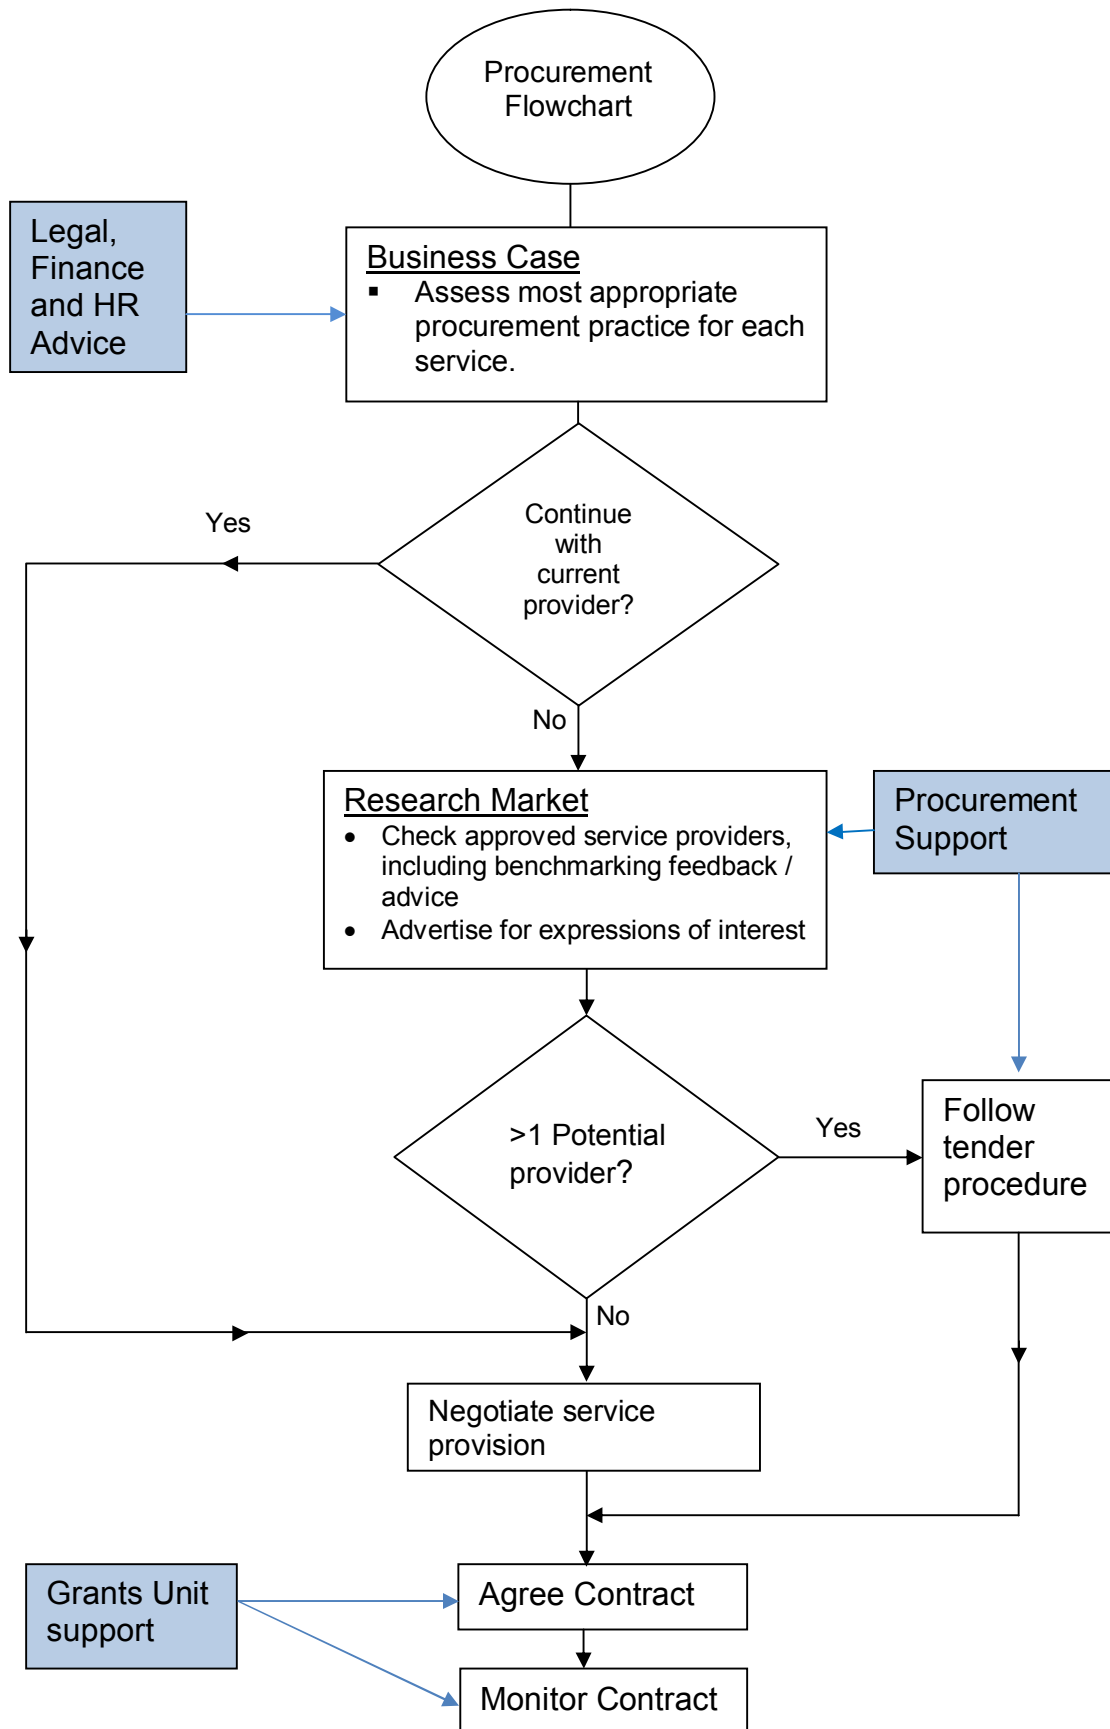 Procurement
Flowchart
Legal,
Finance
and HR
Advice
Business Case
▪ Assess most appropriate
procurement practice for each
service.
Yes
Continue
with
current
provider?
No
Research Market
• Check approved service providers,
including benchmarking feedback /
advice
• Advertise for expressions of interest
Procurement
Support
>1 Potential
provider?
Yes
Follow
tender
procedure
No
Negotiate service
provision
Grants Unit
support
Agree Contract
Monitor Contract